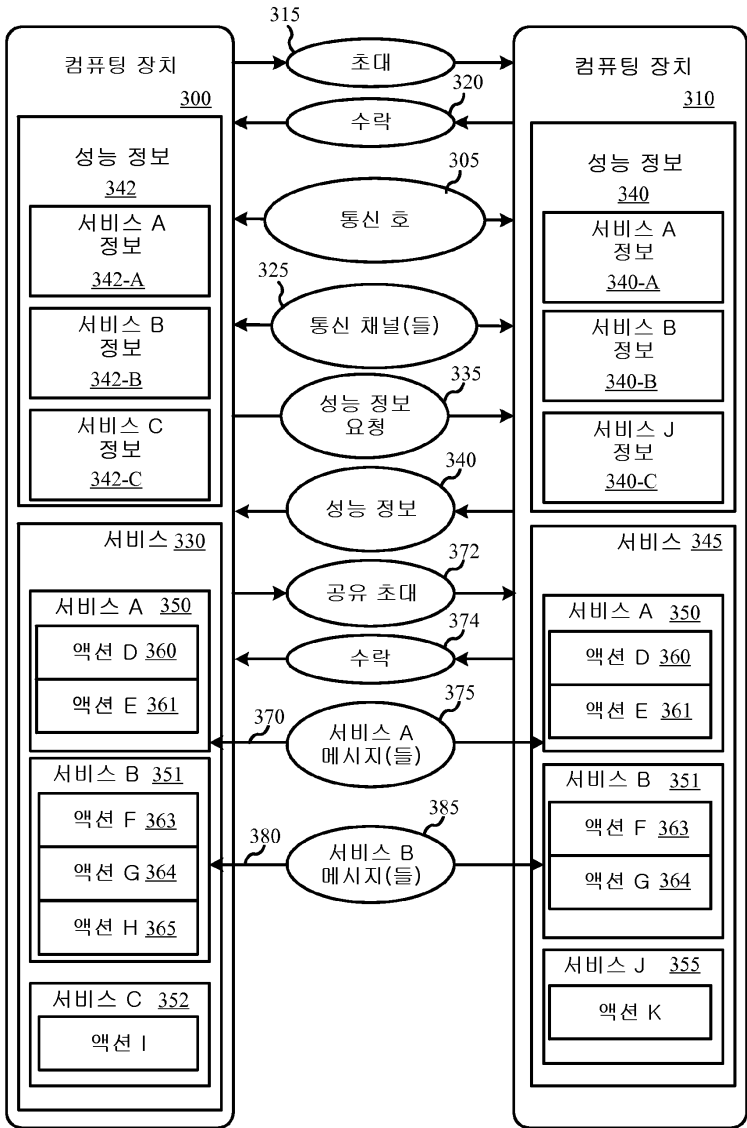 컴퓨팅 장치
300
성능 정보
342
서비스 A
정보
342-A
서비스 B
정보
342-B
서비스 C
정보
342-C
서비스 330
서비스 A 350
액션 D 360
액션 E 361
서비스 B 351
액션 F 363
액션 G 364
액션 H 365
서비스 C 352
액션 I
315
초대
320
수락
305
통신 호
325
통신 채널(들)
335
성능 정보
요청
340
성능 정보
372
공유 초대
374
수락
370
375
서비스 A
메시지(들)
380
385
서비스 B
메시지(들)
컴퓨팅 장치
310
성능 정보
340
서비스 A
정보
340-A
서비스 B
정보
340-B
서비스 J
정보
340-C
서비스 345
서비스 A 350
액션 D 360
액션 E 361
서비스 B 351
액션 F 363
액션 G 364
서비스 J 355
액션 K